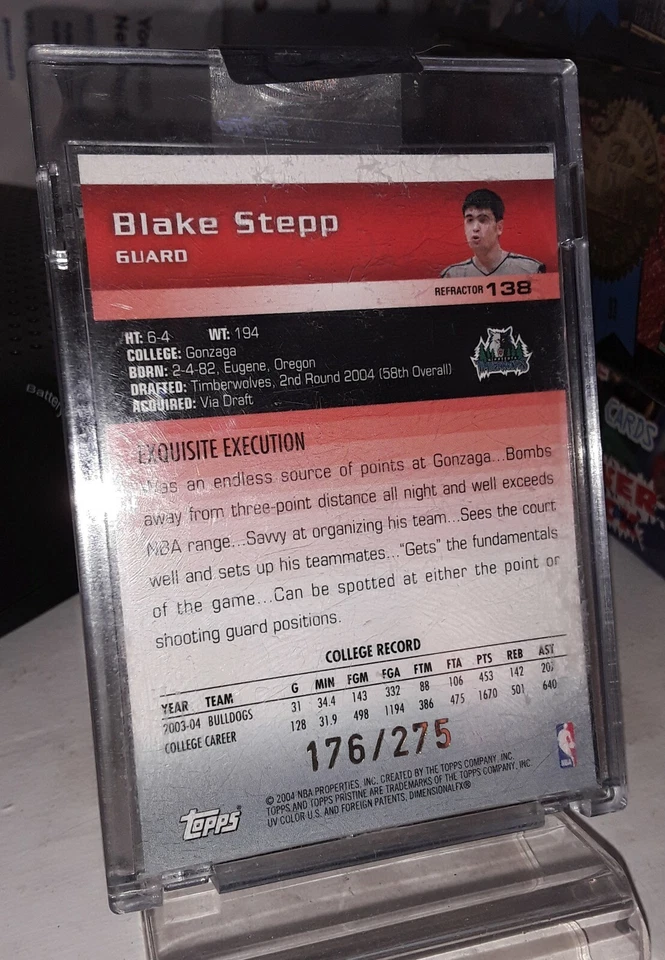 Blake Stepp
GUARD
REFRACTOR 138
HT: 6-4 WT: 194
COLLEGE: Gonzaga
BORN: 2-4-82, Eugene, Oregon
DRAFTED: Timberwolves, 2nd Round 2004 (58th Overall)
ACQUIRED: Via Draft
EXQUISITE EXECUTION
Was an endless source of points at Gonzaga...Bombs
away from three-point distance all night and well exceeds
NBA range...Savvy at organizing his team...Sees the court
well and sets up his teammates..."Gets" the fundamentals
of the game...Can be spotted at either the point or
shooting guard positions.
COLLEGE RECORD
YEAR TEAM G MIN FGM FGA FTM FTA PTS REB AST
2003-04 BULLDOGS 31 34.4 143 332 88 106 453 142
COLLEGE CAREER 128 31.9 498 1194 386 475 1670 501 640
176/275
© 2004 NBA PROPERTIES, INC. CREATED BY THE TOPPS COMPANY, INC.
TOPPS AND TOPPS PRISTINE ARE TRADEMARKS OF THE TOPPS COMPANY, INC.
UV COLOR U.S. AND FOREIGN PATENTS, DIMENSIONALFX®
Topps®
NBA
Battery
CARDS